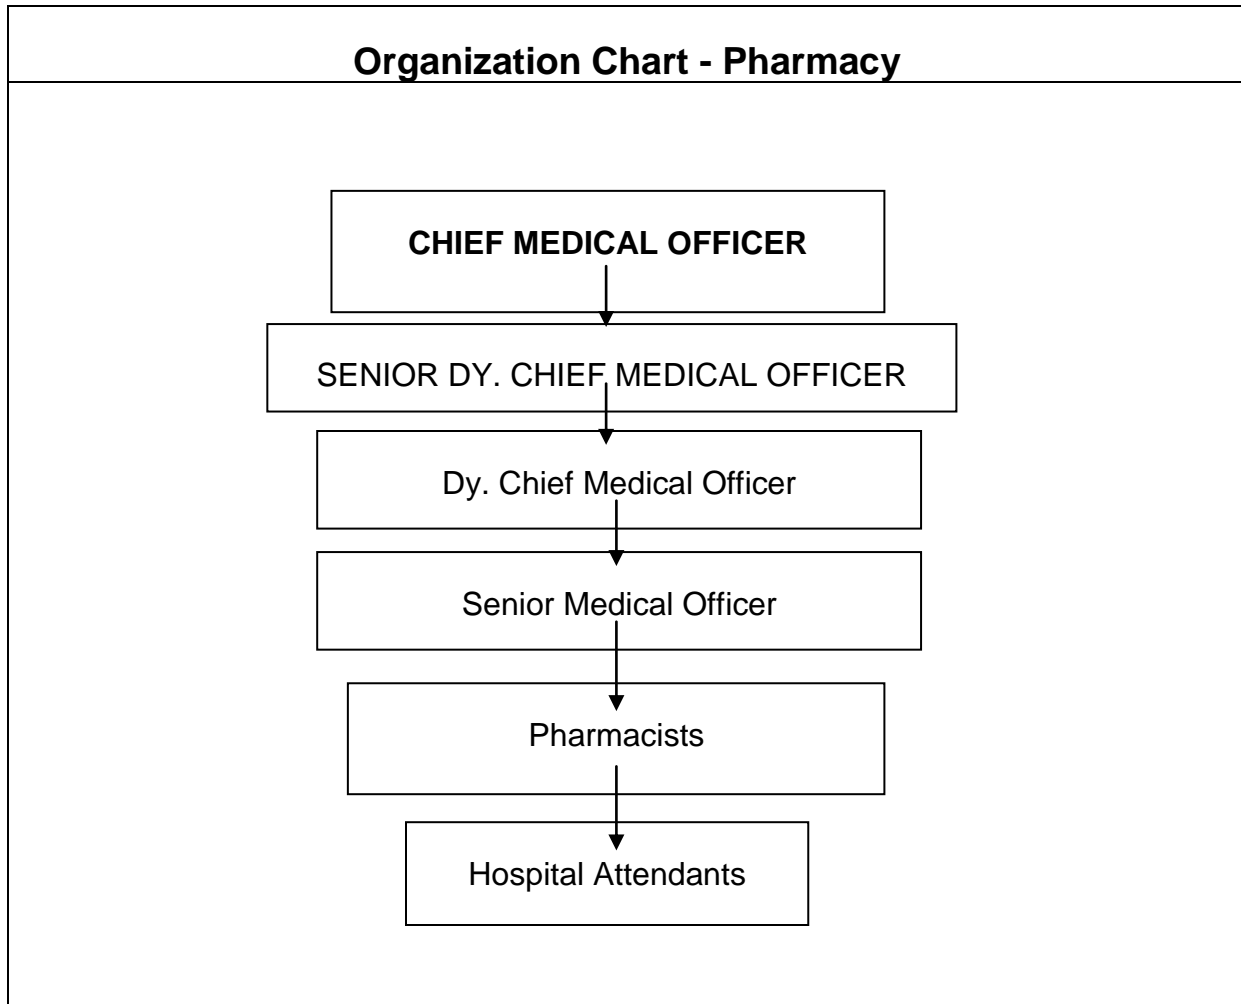 Organization Chart - Pharmacy
CHIEF MEDICAL OFFICER
SENIOR DY. CHIEF MEDICAL OFFICER
Dy. Chief Medical Officer
Senior Medical Officer
Pharmacists
Hospital Attendants